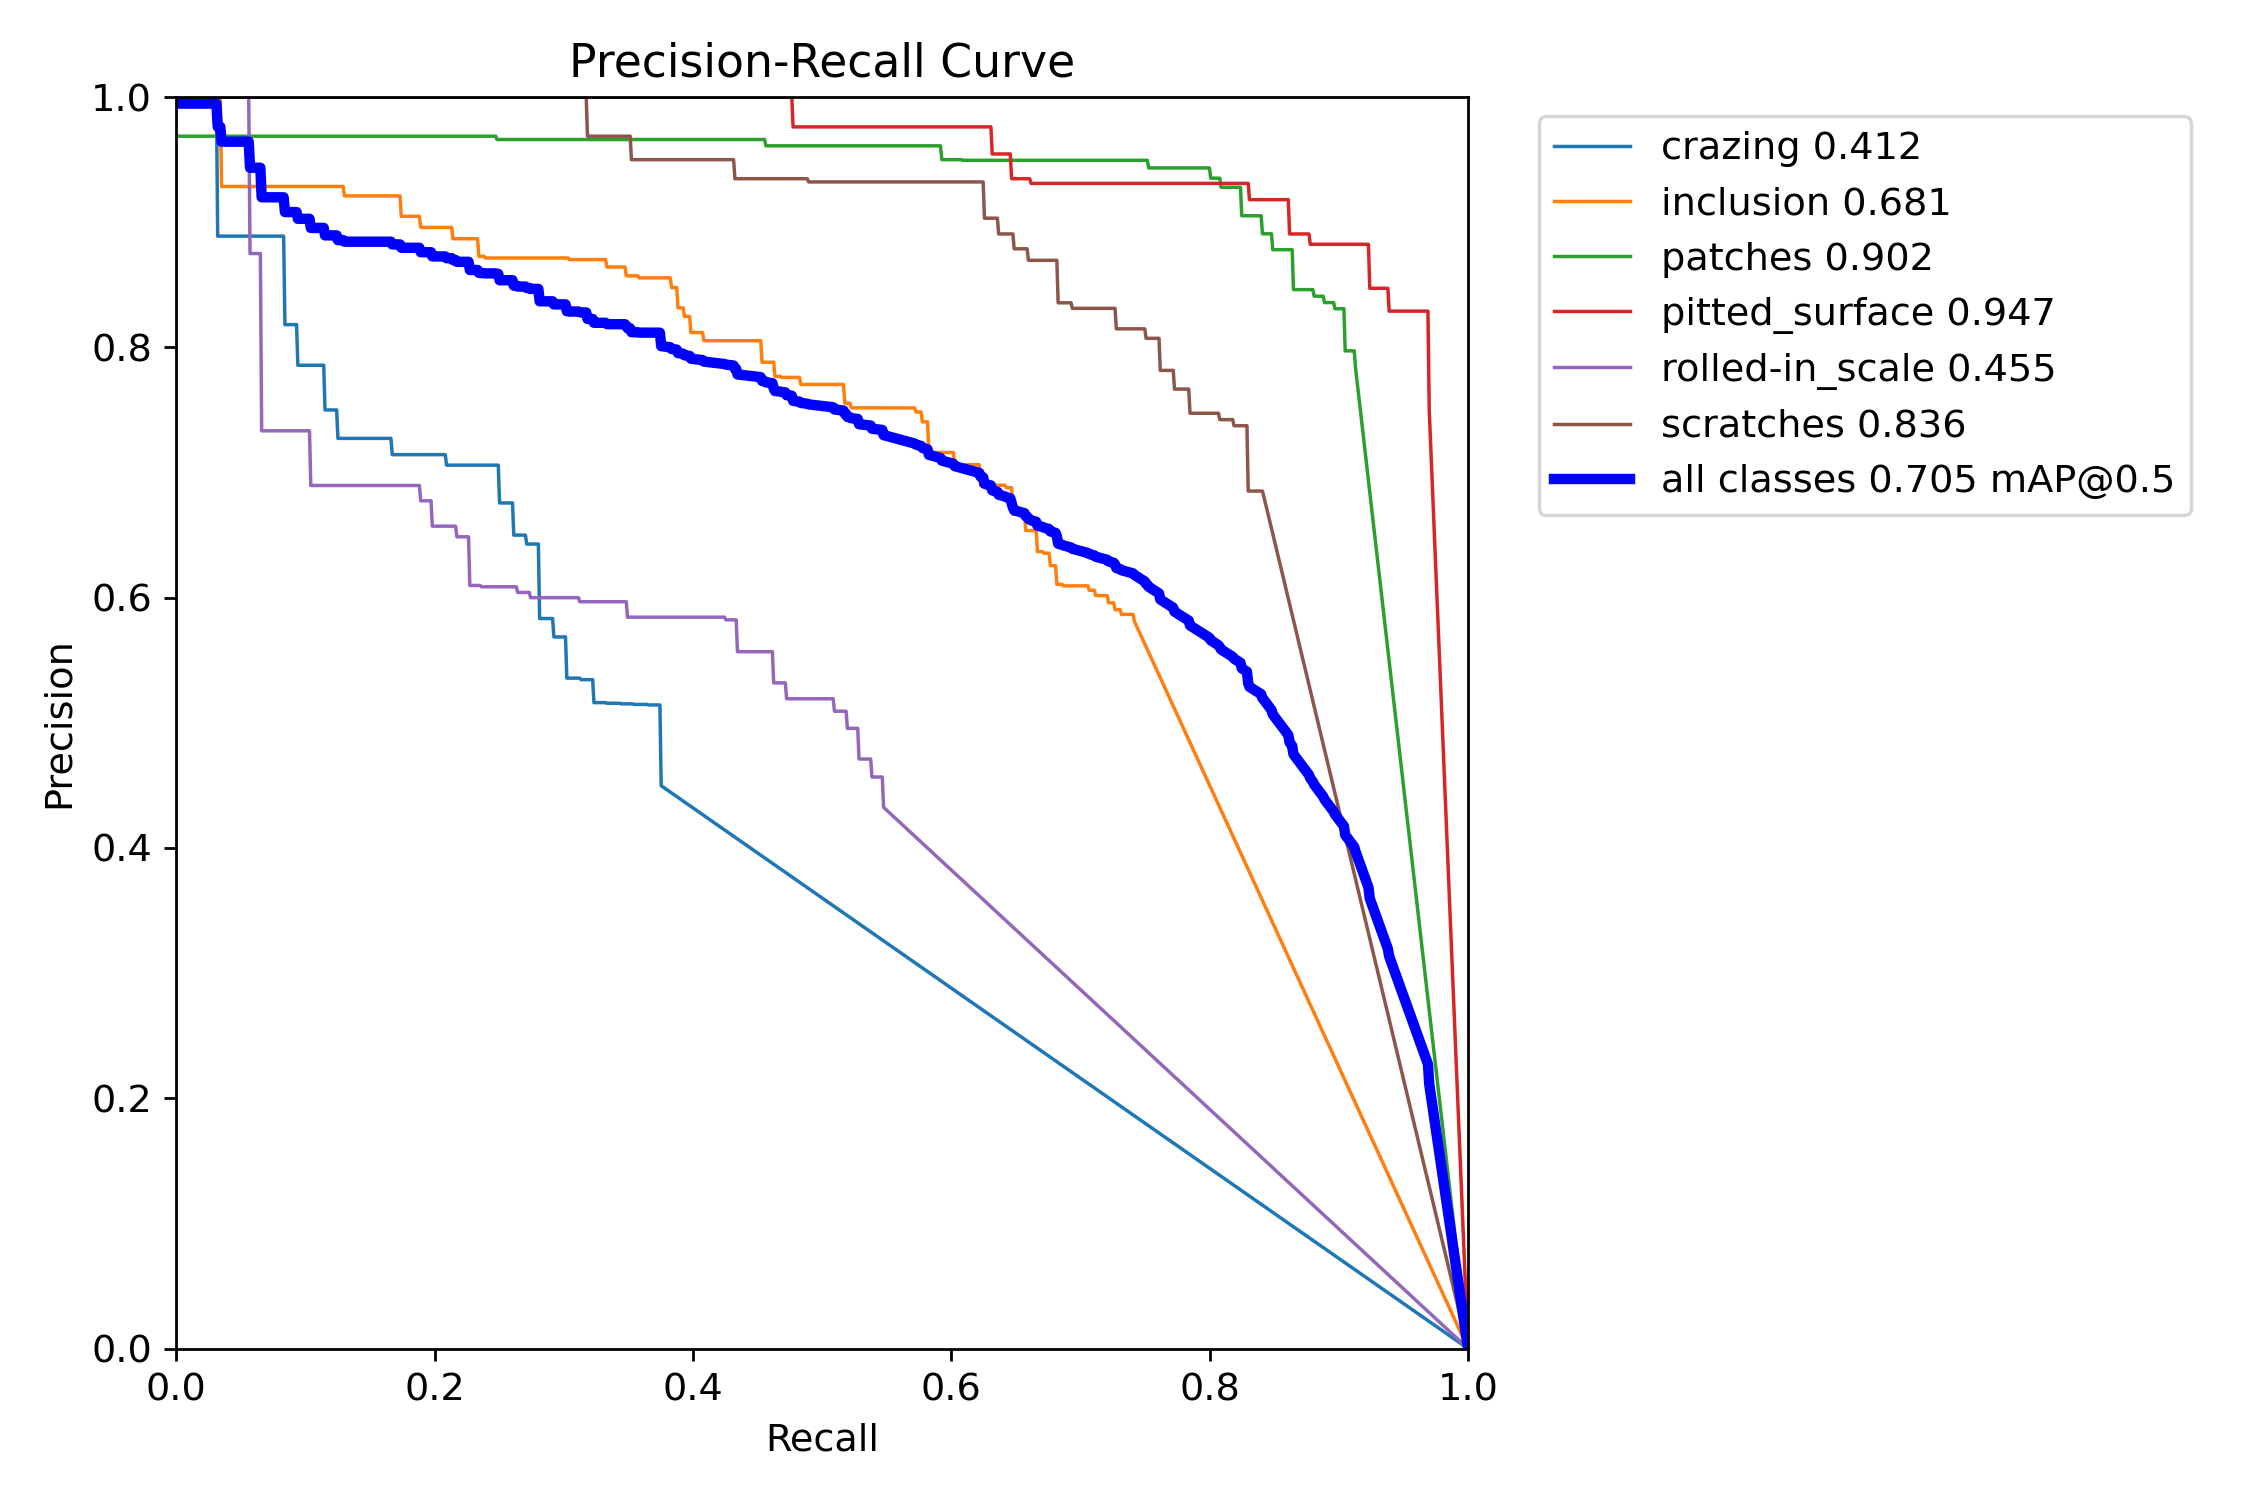 Precision-Recall Curve
1.0
0.8
0.6
0.4
0.2
0.0
Precision
0.0 0.2 0.4 0.6 0.8 1.0
Recall
crazing 0.412
inclusion 0.681
patches 0.902
pitted_surface 0.947
rolled-in_scale 0.455
scratches 0.836
all classes 0.705 mAP@0.5